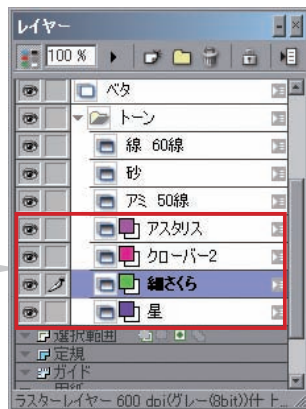 レイヤー
100 %
ベタ
トーン
線 60線
砂
アミ 50線
アスタリス
クローバー2
細さくら
星
選択範囲
定規
ガイド
用紙
ラスターレイヤー 600 dpi(グレー(8bit))仕上...